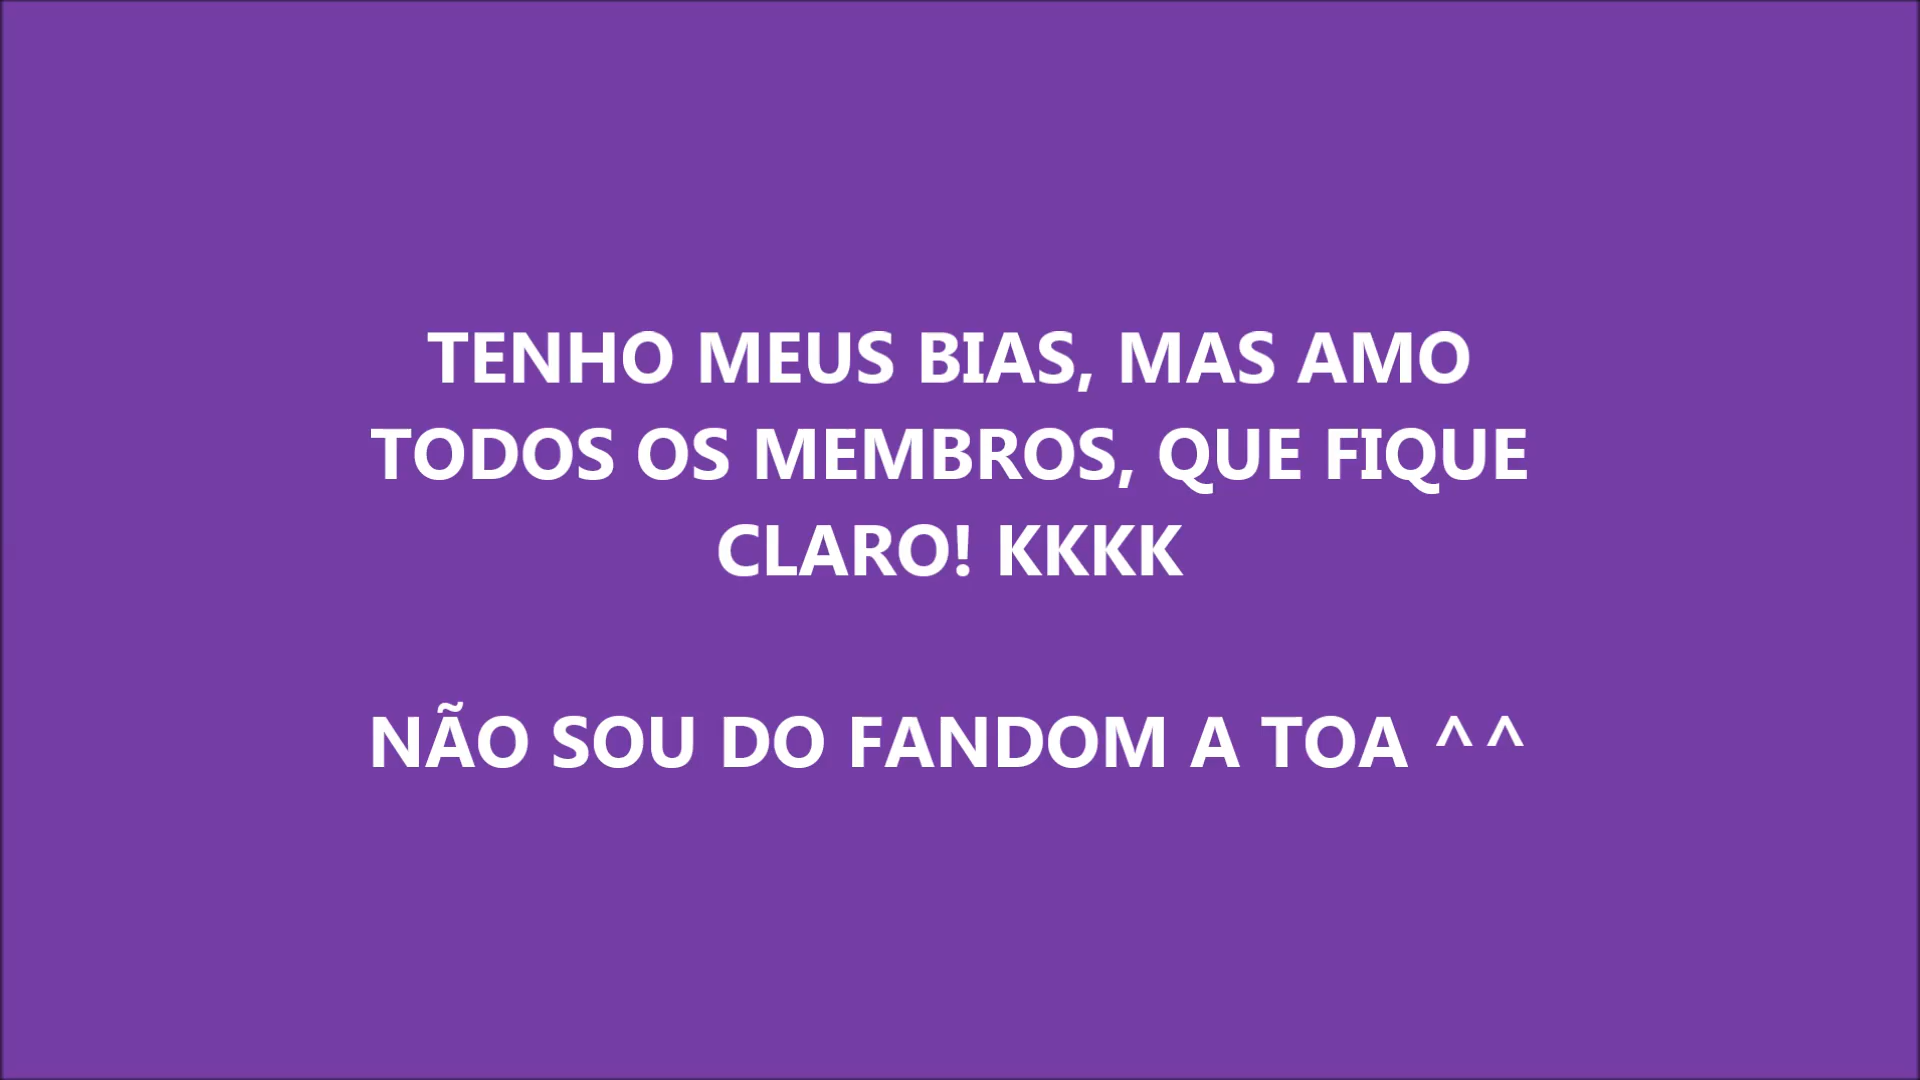 TENHO MEUS BIAS, MAS AMO
TODOS OS MEMBROS, QUE FIQUE
CLARO! KKKK
NÃO SOU DO FANDOM A TOA ^^